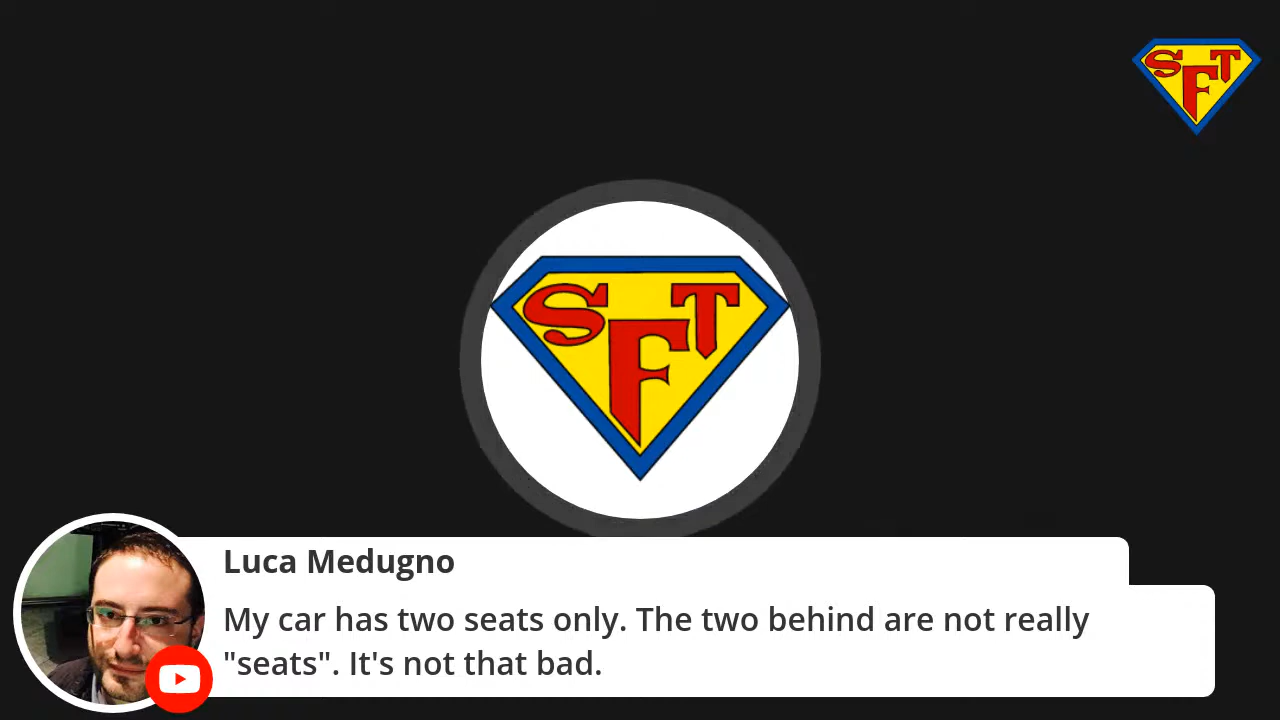 SFT
SFT
Luca Medugno
My car has two seats only. The two behind are not really
"seats". It's not that bad.